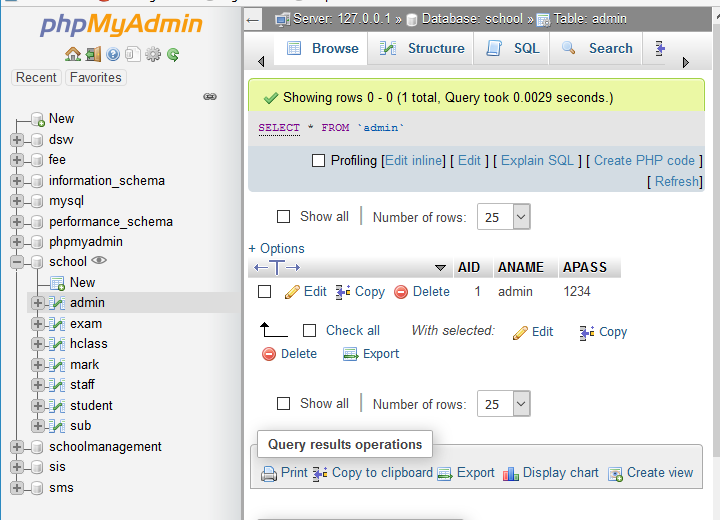 phpMyAdmin
Recent Favorites
New
dsw
fee
information_schema
mysql
performance_schema
phpmyadmin
school
New
admin
exam
hclass
mark
staff
student
sub
schoolmanagement
sis
sms
Server: 127.0.0.1 » Database: school » Table: admin
Browse Structure SQL Search
Showing rows 0 - 0 (1 total, Query took 0.0029 seconds.)
SELECT * FROM `admin`
Profiling [Edit inline] [ Edit ] [ Explain SQL ] [ Create PHP code ]
[ Refresh]
Show all | Number of rows: 25
+ Options
←T→ AID ANAME APASS
Edit Copy Delete 1 admin 1234
Check all With selected: Edit Copy
Delete Export
Show all | Number of rows: 25
Query results operations
Print Copy to clipboard Export Display chart Create view